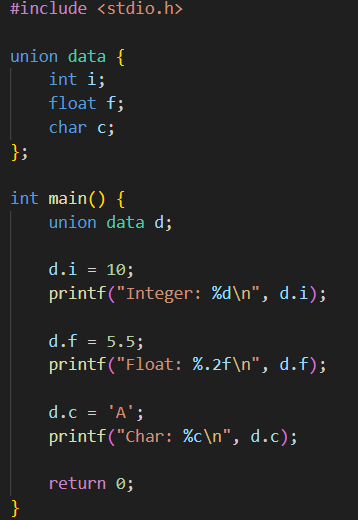 #include <stdio.h>

union data {
    int i;
    float f;
    char c;
};

int main() {
    union data d;

    d.i = 10;
    printf("Integer: %d\n", d.i);

    d.f = 5.5;
    printf("Float: %.2f\n", d.f);

    d.c = 'A';
    printf("Char: %c\n", d.c);

    return 0;
}